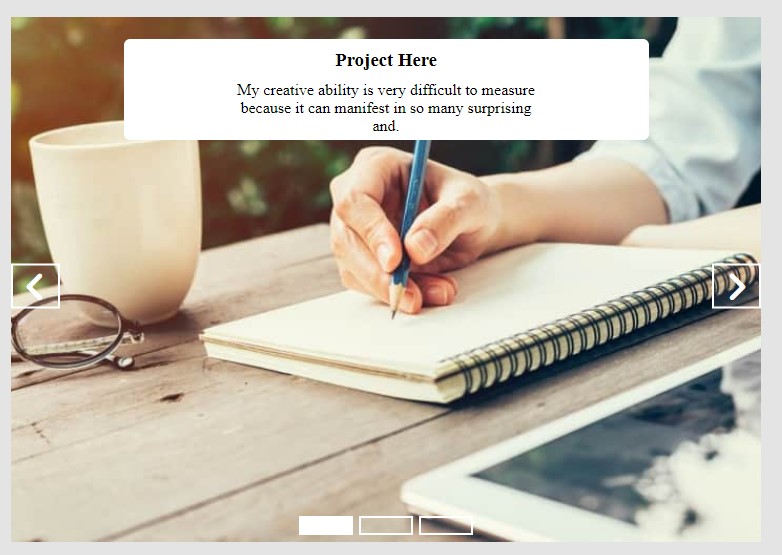 Project Here
My creative ability is very difficult to measure
because it can manifest in so many surprising
and.